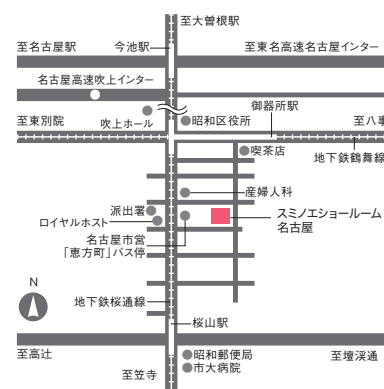 至大曽根駅
至名古屋駅
今池駅
至東名高速名古屋インター
名古屋高速吹上インター
御器所駅
至東別院
吹上ホール
昭和区役所
至八事
喫茶店
地下鉄鶴舞線
産婦人科
派出署
ロイヤルホスト
スミノエショールーム
名古屋
名古屋市営
「恵方町」バス停
N
地下鉄桜通線
桜山駅
至高辻
昭和郵便局
至壇渓通
市大病院
至笠寺